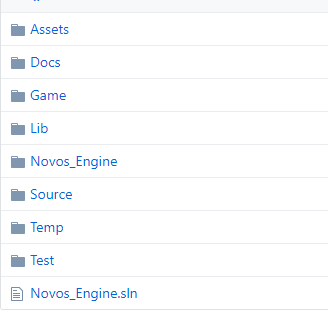 Assets
Docs
Game
Lib
Novos_Engine
Source
Temp
Test
Novos_Engine.sln